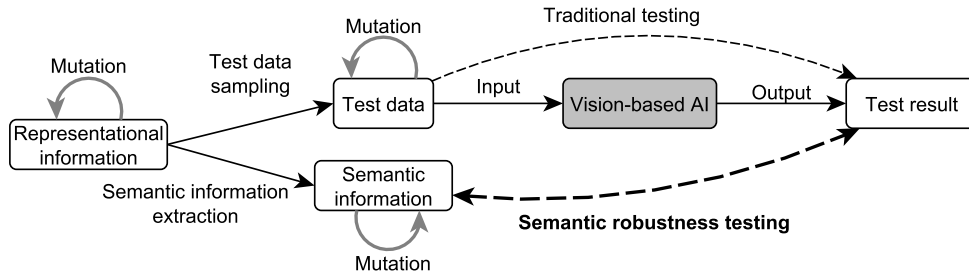 Mutation
Representational
information
Test data
sampling
Semantic information
extraction
Mutation
Test data
Semantic
information
Mutation
Traditional testing
Input
Vision-based AI
Output
Test result
Semantic robustness testing